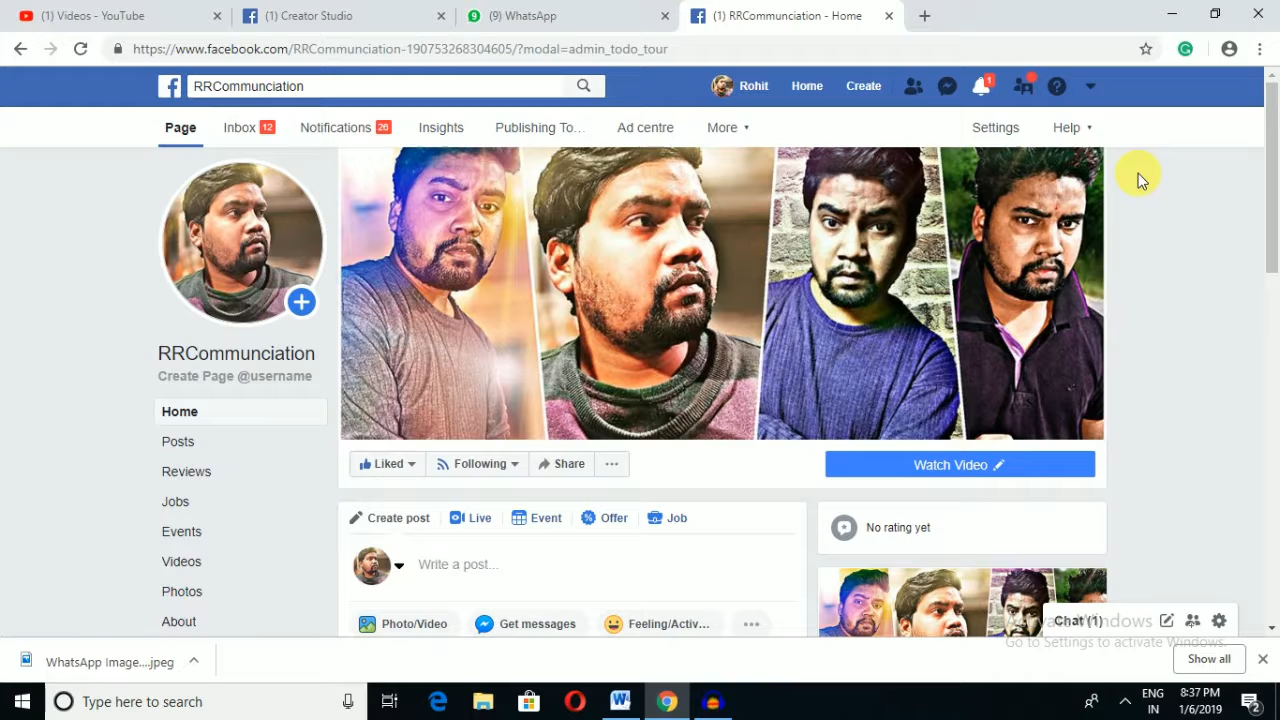 (1) Videos - YouTube
(1) Creator Studio
(9) WhatsApp
(1) RRCommunciation - Home
https://www.facebook.com/RRCommunciation-190753268304605/?modal=admin_todo_tour
RRCommunciation
Rohit
Home
Create
1
Page
Inbox 12
Notifications 26
Insights
Publishing To...
Ad centre
More
Settings
Help
RRCommunciation
Create Page @username
Home
Posts
Reviews
Jobs
Events
Videos
Photos
About
Liked
Following
Share
Watch Video
Create post
Live
Event
Offer
Job
Write a post...
Photo/Video
Get messages
Feeling/Activ...
No rating yet
Chat (1)
Activate Windows
Go to Settings to activate Windows.
WhatsApp Image....jpeg
Show all
Type here to search
ENG
IN
8:37 PM
1/6/2019
2